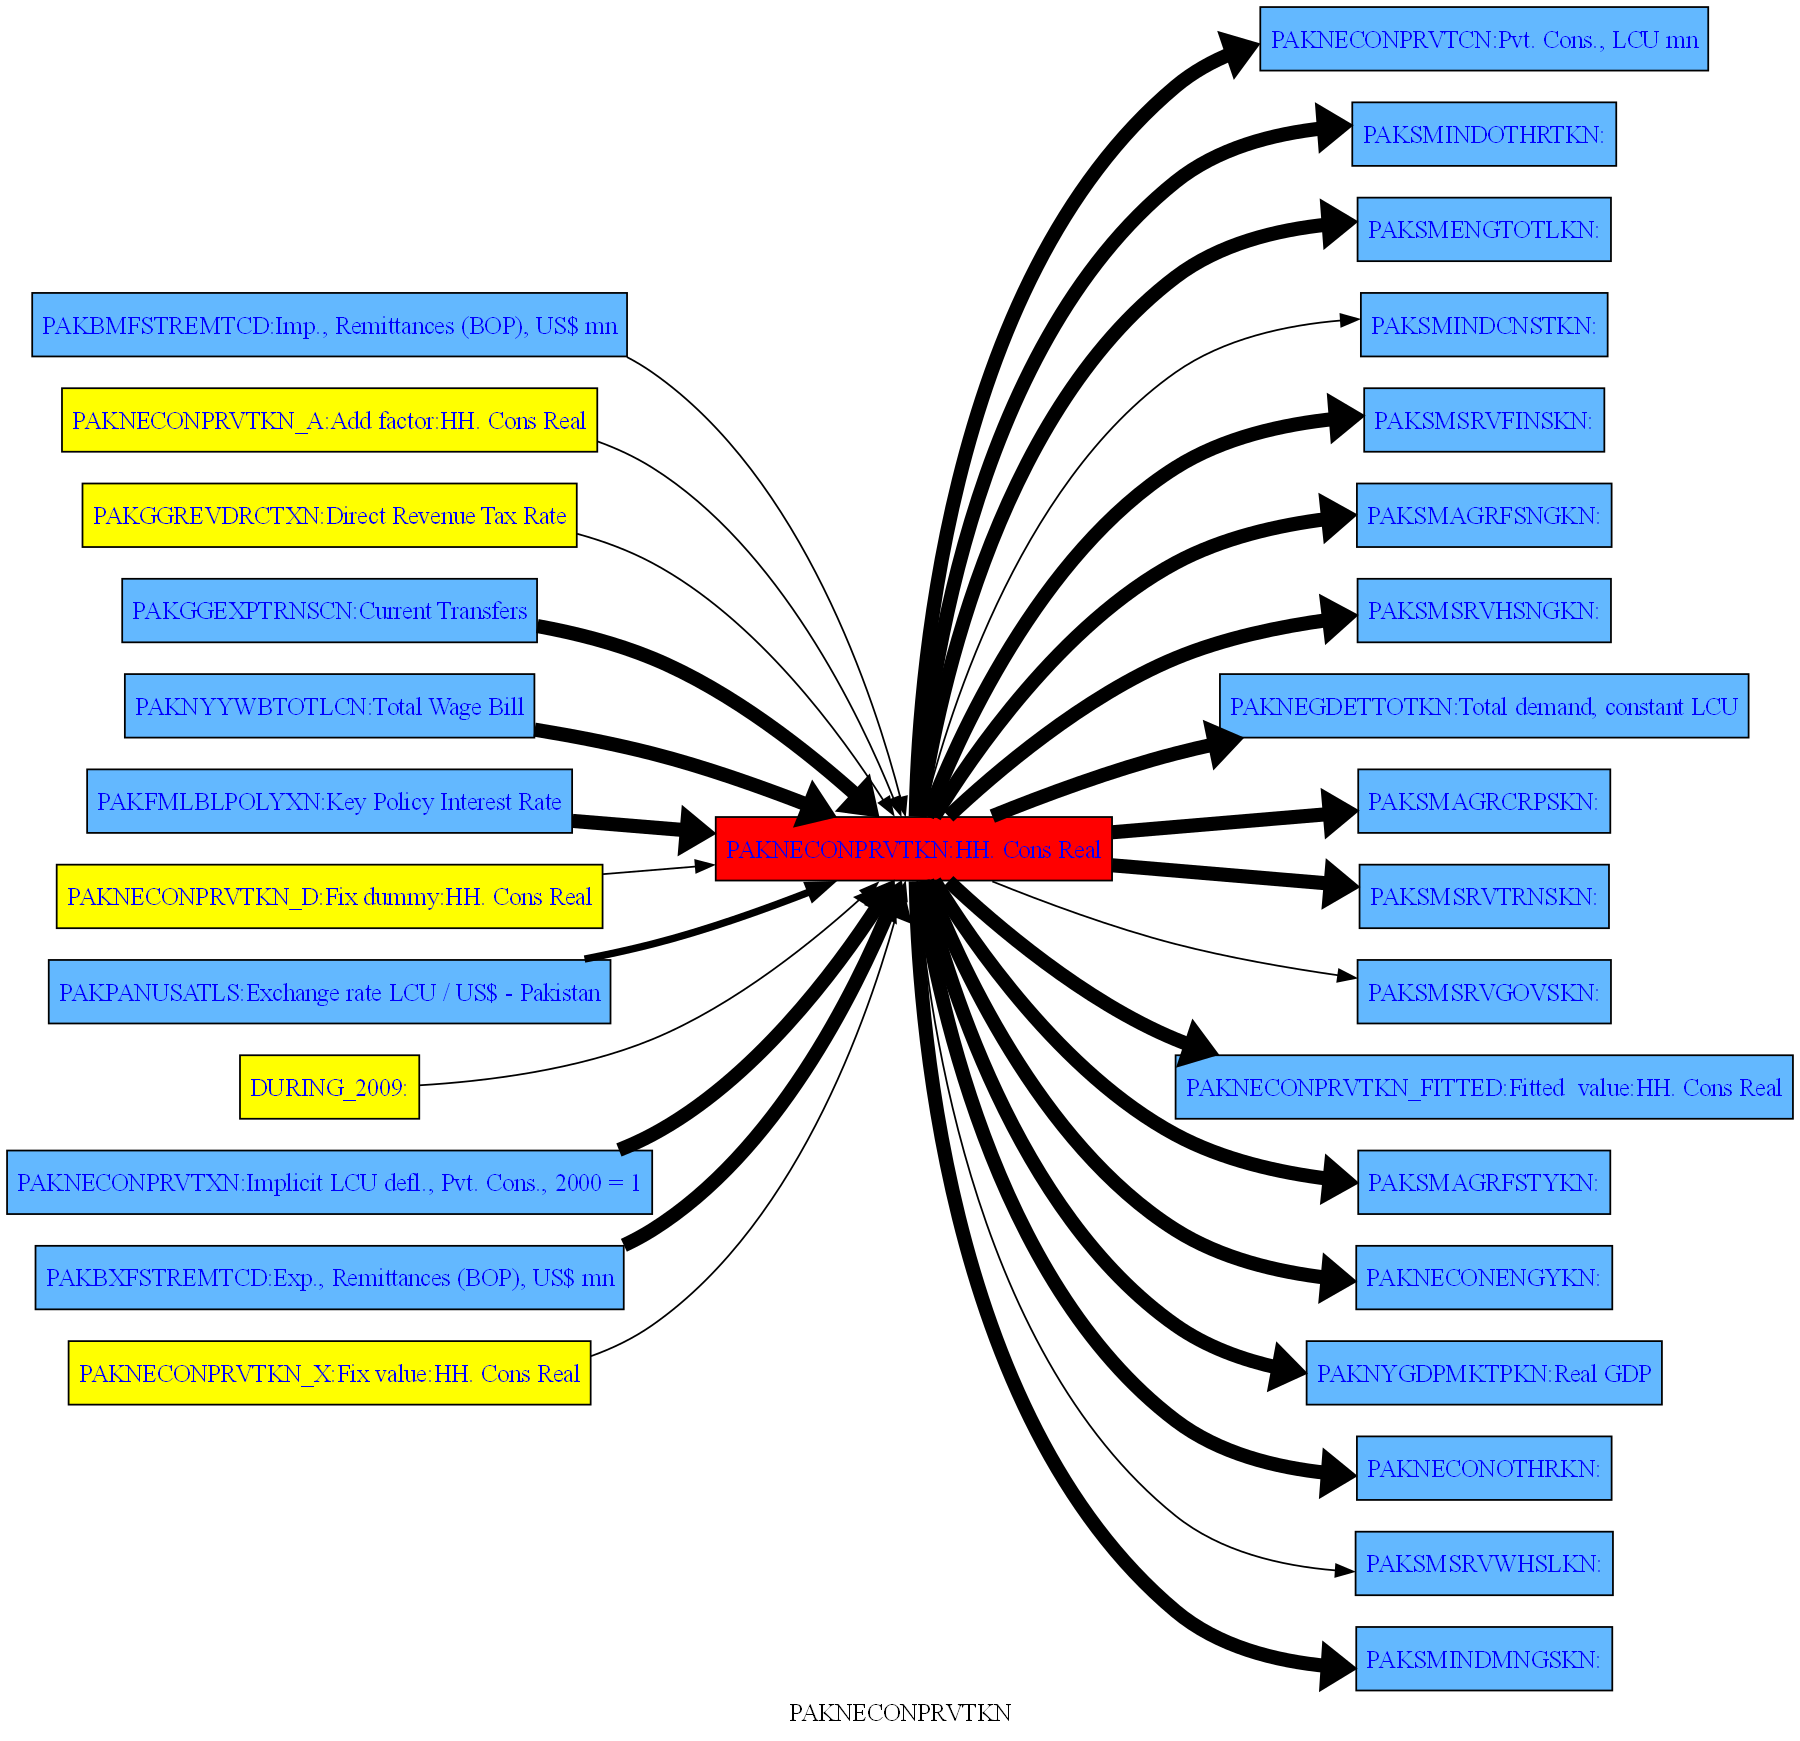 PAKNECONPRVTCN:Pvt. Cons., LCU mn
PAKSMINDOTHRTKN:
PAKSMENGTOTLKN:
PAKBMFSTREMTCD:Imp., Remittances (BOP), US$ mn
PAKSMINDCNSTKN:
PAKNECONPRVTKN_A:Add factor:HH. Cons Real
PAKSMSRVFINSKN:
PAKGGREVDRCTXN:Direct Revenue Tax Rate
PAKSMAGRFSNGKN:
PAKGGEXPTRNSCN:Current Transfers
PAKSMSRVHSNGKN:
PAKNYYWBTOTLCN:Total Wage Bill
PAKNEGDETTOTKN:Total demand, constant LCU
PAKFMLBLPOLYXN:Key Policy Interest Rate
PAKSMAGRCRPSKN:
PAKNECONPRVTKN:HH. Cons Real
PAKNECONPRVTKN_D:Fix dummy:HH. Cons Real
PAKSMSRVTRNSKN:
PAKPANUSATLS:Exchange rate LCU / US$ - Pakistan
PAKSMSRVGOVSKN:
DURING_2009:
PAKNECONPRVTKN_FITTED:Fitted  value:HH. Cons Real
PAKNECONPRVTXN:Implicit LCU defl., Pvt. Cons., 2000 = 1
PAKSMAGRFSTYKN:
PAKBXFSTREMTCD:Exp., Remittances (BOP), US$ mn
PAKNECONENGYKN:
PAKNECONPRVTKN_X:Fix value:HH. Cons Real
PAKNYGDPMKTPKN:Real GDP
PAKNECONOTHRKN:
PAKSMSRVWHSLKN:
PAKSMINDMNGSKN:
PAKNECONPRVTKN